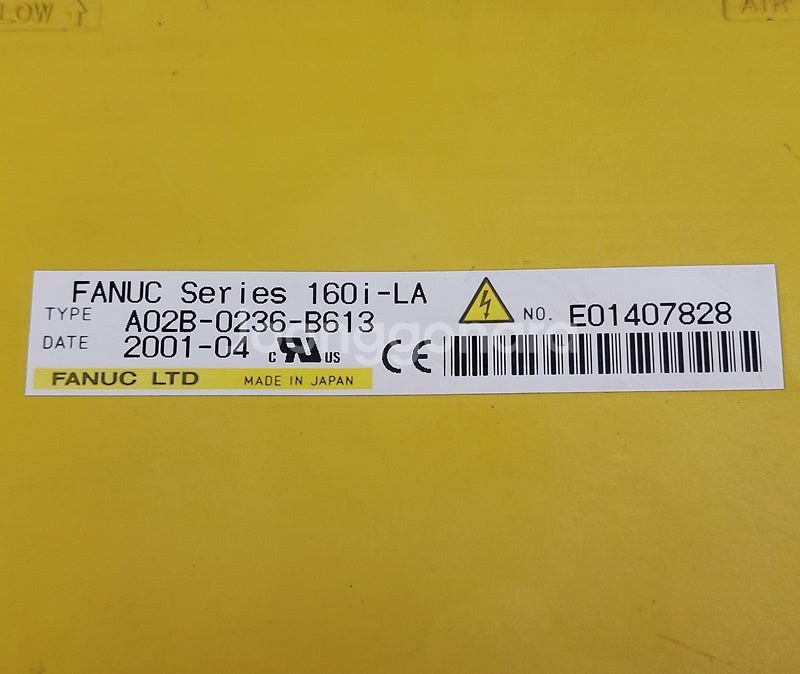 LOW
AIR
FANUC Series 160i-LA
TYPE A02B-0236-B613
DATE 2001-04 c UR US CE
NO. E01407828
FANUC LTD MADE IN JAPAN